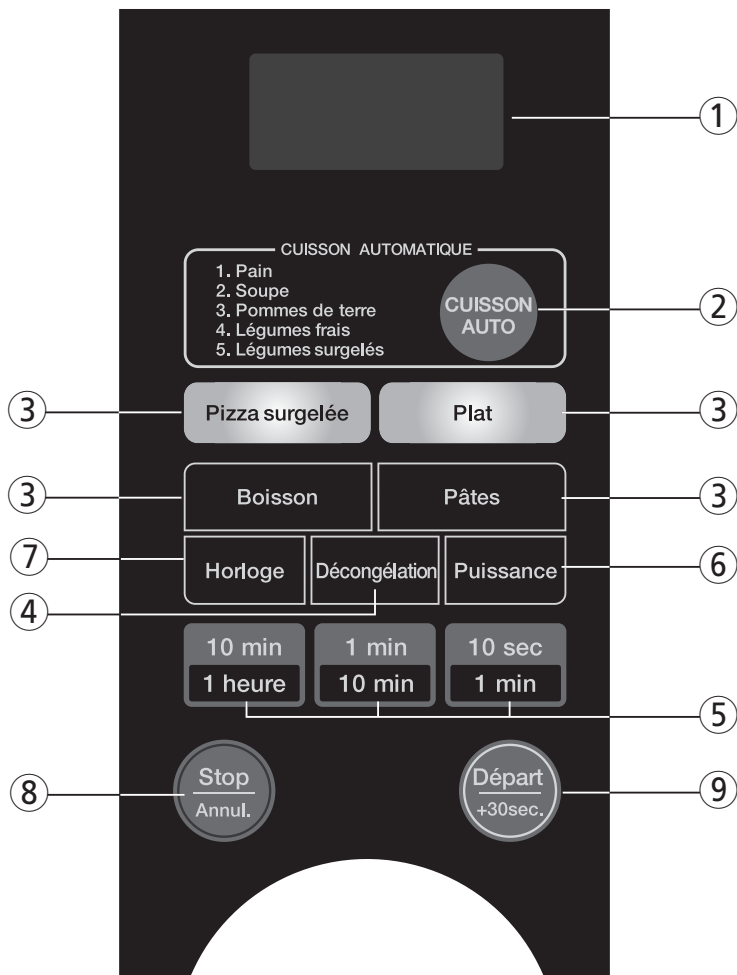 ①
CUISSON AUTOMATIQUE
1. Pain
2. Soupe
3. Pommes de terre
4. Légumes frais
5. Légumes surgelés
CUISSON
AUTO
②
③ Pizza surgelée Plat ③
③ Boisson Pâtes ③
⑦ Horloge Décongélation Puissance ⑥
④
10 min 1 min 10 sec
1 heure 10 min 1 min
⑤
⑧ Stop Départ ⑨
Annul. +30sec.